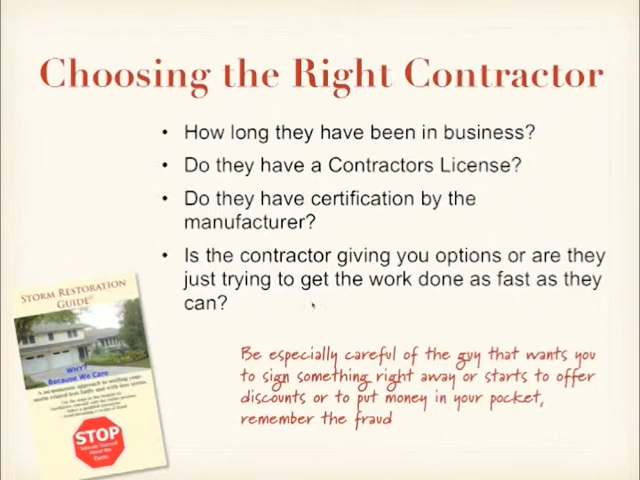 Choosing the Right Contractor
• How long they have been in business?
• Do they have a Contractors License?
• Do they have certification by the
manufacturer?
• Is the contractor giving you options or are they
just trying to get the work done as fast as they
can?
Be especially careful of the guy that wants you
to sign something right away or starts to offer
discounts or to put money in your pocket,
remember the fraud
STORM RESTORATION
GUIDE
WHY?
Because We Care
STOP